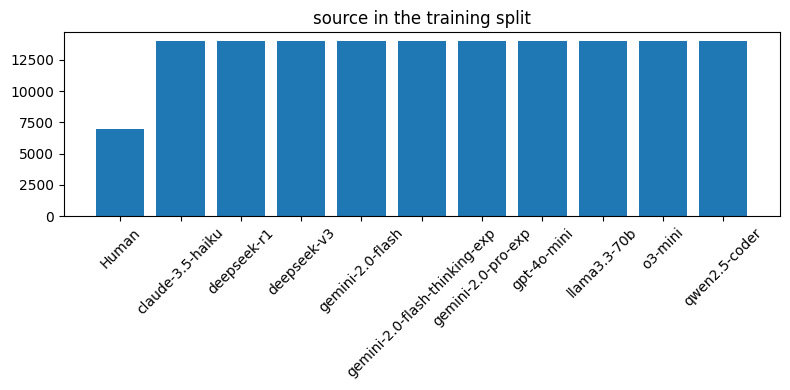 source in the training split
12500
10000
7500
5000
2500
0
Human
claude-3.5-haiku
deepseek-r1
deepseek-v3
gemini-2.0-flash
gemini-2.0-flash-thinking-exp
gemini-2.0-pro-exp
gpt-4o-mini
llama3.3-70b
o3-mini
qwen2.5-coder